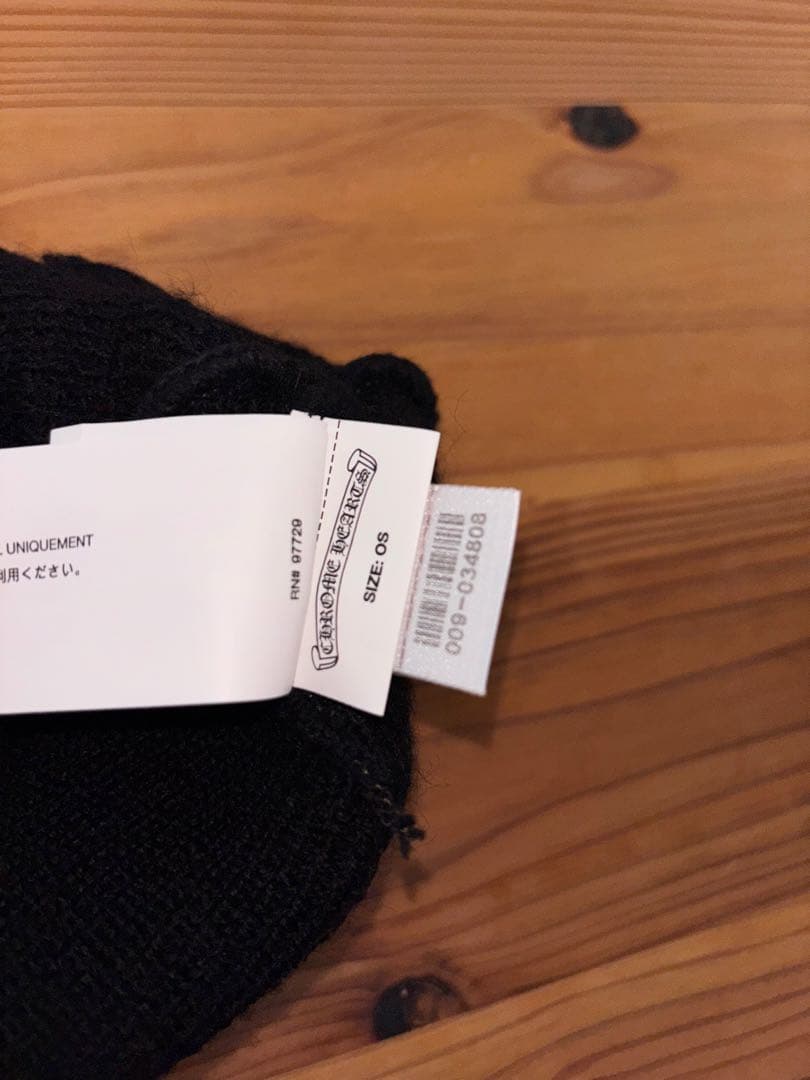 L UNIQUEMENT
利用ください。
RN# 97729
CHROME HEARTS
SIZE: OS
009-034808